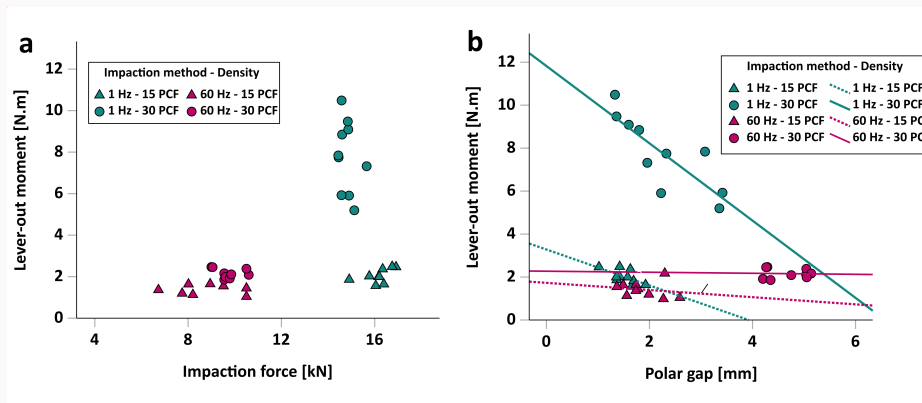 a
Lever-out moment [N.m]
12
10
8
6
4
2
0
4
8
12
16
Impaction force [kN]
Impaction method - Density
1 Hz - 15 PCF
60 Hz - 15 PCF
1 Hz - 30 PCF
60 Hz - 30 PCF
b
Lever-out moment [N.m]
12
10
8
6
4
2
0
0
2
4
6
Polar gap [mm]
Impaction method - Density
1 Hz - 15 PCF
1 Hz - 15 PCF
1 Hz - 30 PCF
1 Hz - 30 PCF
60 Hz - 15 PCF
60 Hz - 15 PC
60 Hz - 30 PCF
60 Hz - 30 PC